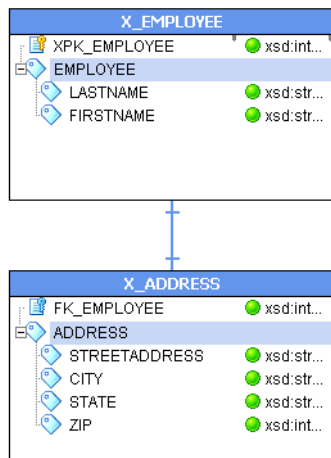 X_EMPLOYEE
XPK_EMPLOYEE xsd:int...
EMPLOYEE
LASTNAME xsd:str...
FIRSTNAME xsd:str...
X_ADDRESS
FK_EMPLOYEE xsd:int...
ADDRESS
STREETADDRESS xsd:str...
CITY xsd:str...
STATE xsd:str...
ZIP xsd:int...